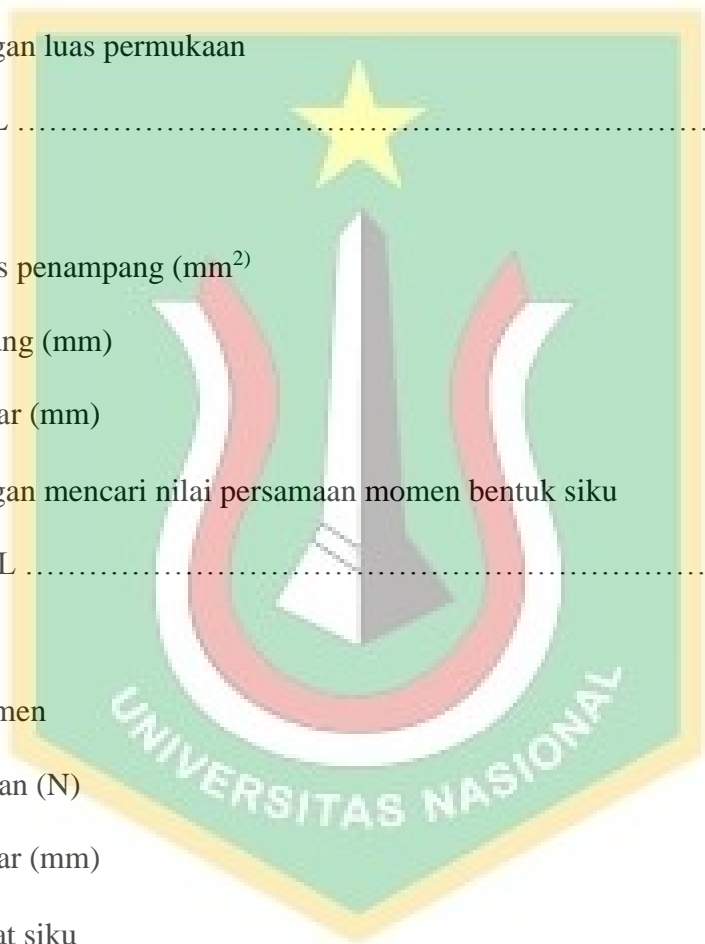 gan luas permukaan
L ……………………………………………………………
s penampang (mm²)
ang (mm)
ar (mm)
gan mencari nilai persamaan momen bentuk siku
L ……………………………………………………………
men
an (N)
ar (mm)
at siku
UNIVERSITAS NASIONAL